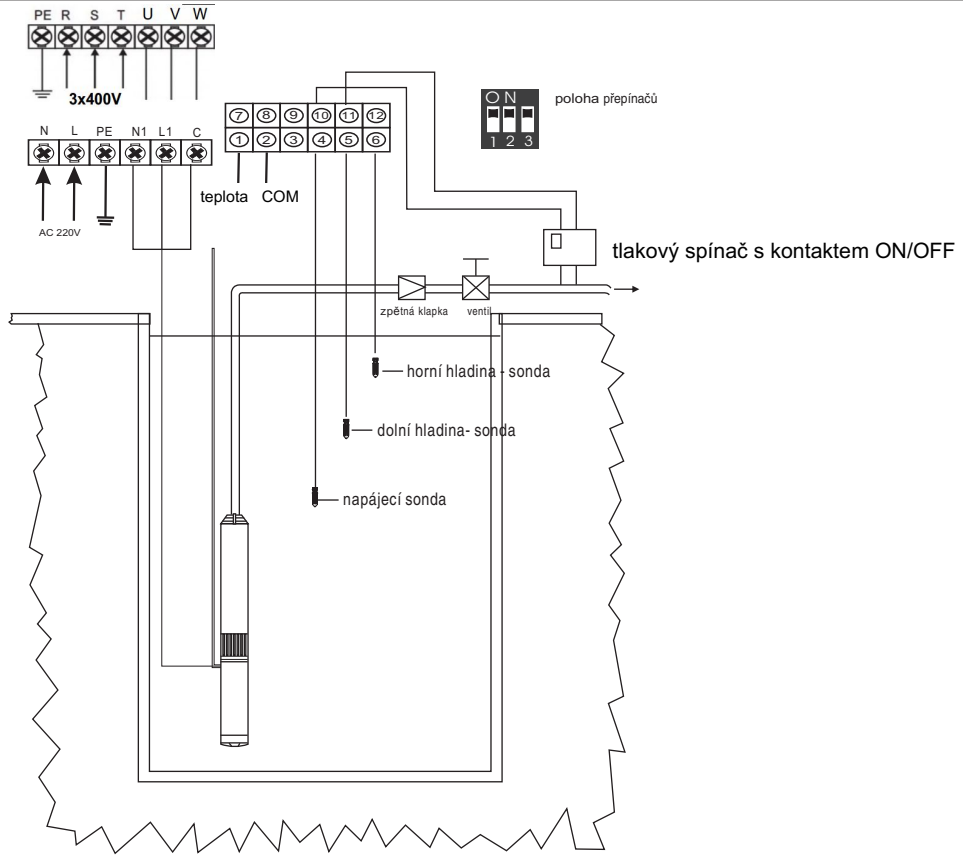 PE R S T U V W
3x400V
N L PE N1 L1 C
AC 220V
7 8 9 10 11 12
1 2 3 4 5 6
teplota COM
ON
1 2 3
poloha přepínačů
tlakový spínač s kontaktem ON/OFF
zpětná klapka
ventil
horní hladina - sonda
dolní hladina- sonda
napájecí sonda